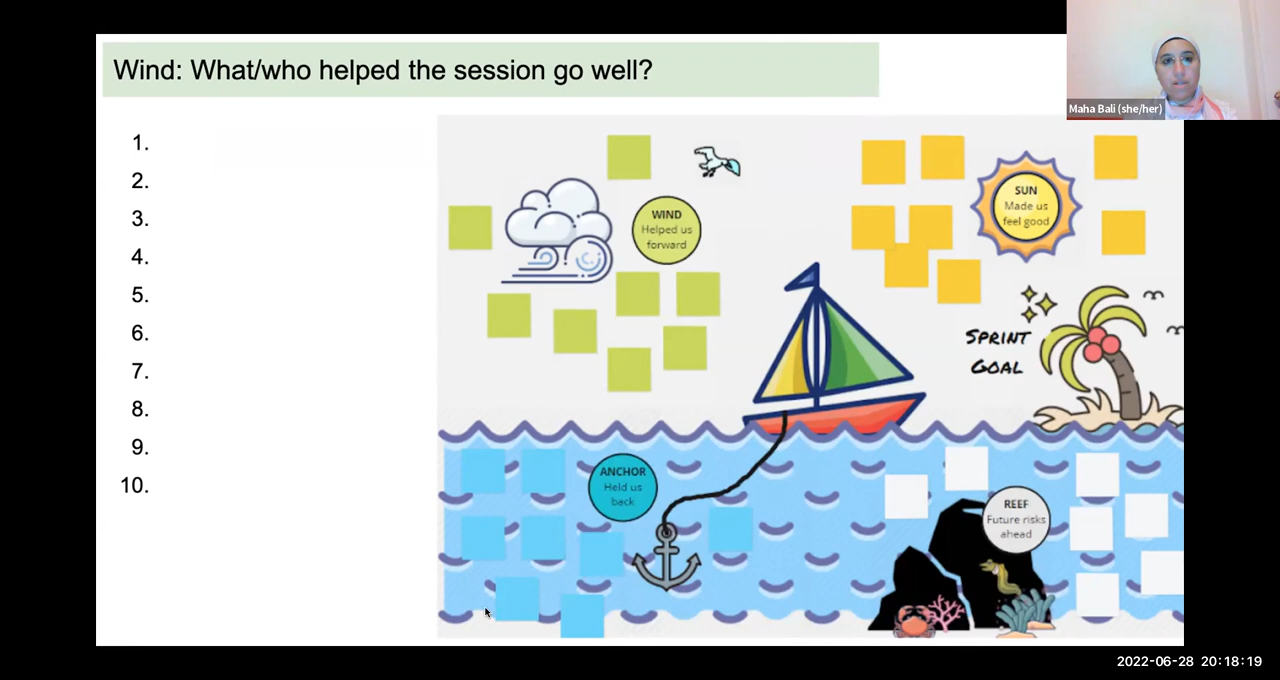 Wind: What/who helped the session go well?
Maha Bali (she/her)
1.
2.
3.
4.
5.
6.
7.
8.
9.
10.
WIND
Helped us
forward
SUN
Made us
feel good
SPRINT
GOAL
ANCHOR
Held us
back
REEF
Future risks
ahead
2022-06-28 20:18:19